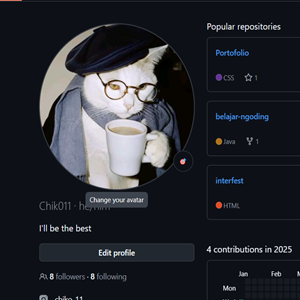 Popular repositories
Portofolio
CSS 1
belajar-ngoding
Java 1
interfest
HTML
Change your avatar
Chik011 · he/him
I'll be the best
Edit profile
8 followers · 8 following
chiko_11
4 contributions in 2025
Jan Feb M
Mon